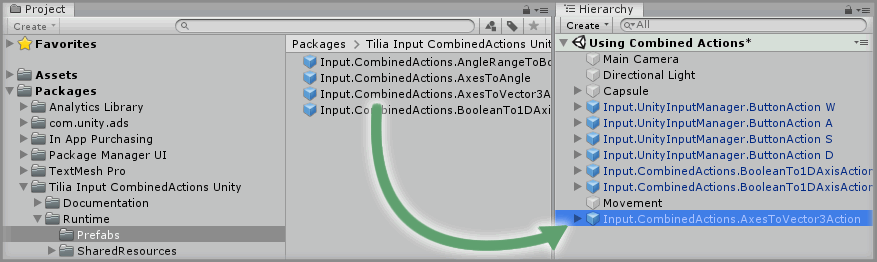 Project
Create
Favorites
Assets
Packages
Analytics Library
com.unity.ads
In App Purchasing
Package Manager UI
TextMesh Pro
Tilia Input CombinedActions Unity
Documentation
Runtime
Prefabs
SharedResources
Packages > Tilia Input CombinedActions Unit
Input.CombinedActions.AngleRangeToBo
Input.CombinedActions.AxesToAngle
Input.CombinedActions.AxesToVector3A
Input.CombinedActions.BooleanTo1DAxis
Hierarchy
Create
All
Using Combined Actions*
Main Camera
Directional Light
Capsule
Input.UnityInputManager.ButtonAction W
Input.UnityInputManager.ButtonAction A
Input.UnityInputManager.ButtonAction S
Input.UnityInputManager.ButtonAction D
Input.CombinedActions.BooleanTo1DAxisAction
Input.CombinedActions.BooleanTo1DAxisAction
Movement
Input.CombinedActions.AxesToVector3Action